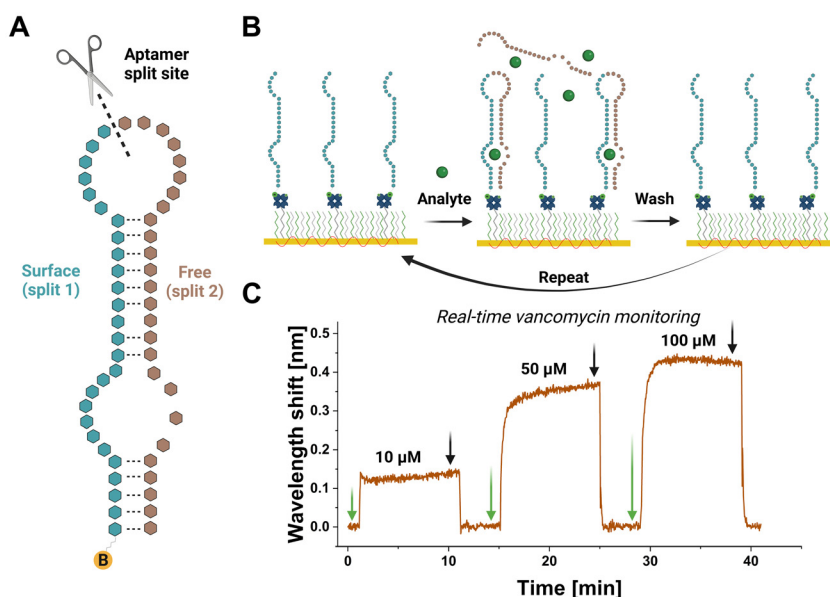 A
Aptamer
split site
Surface
(split 1)
Free
(split 2)
B
B
Analyte
Wash
Repeat
C
Real-time vancomycin monitoring
Wavelength shift [nm]
0.5
0.4
0.3
0.2
0.1
0.0
10 µM
50 µM
100 µM
0
10
20
30
40
Time [min]